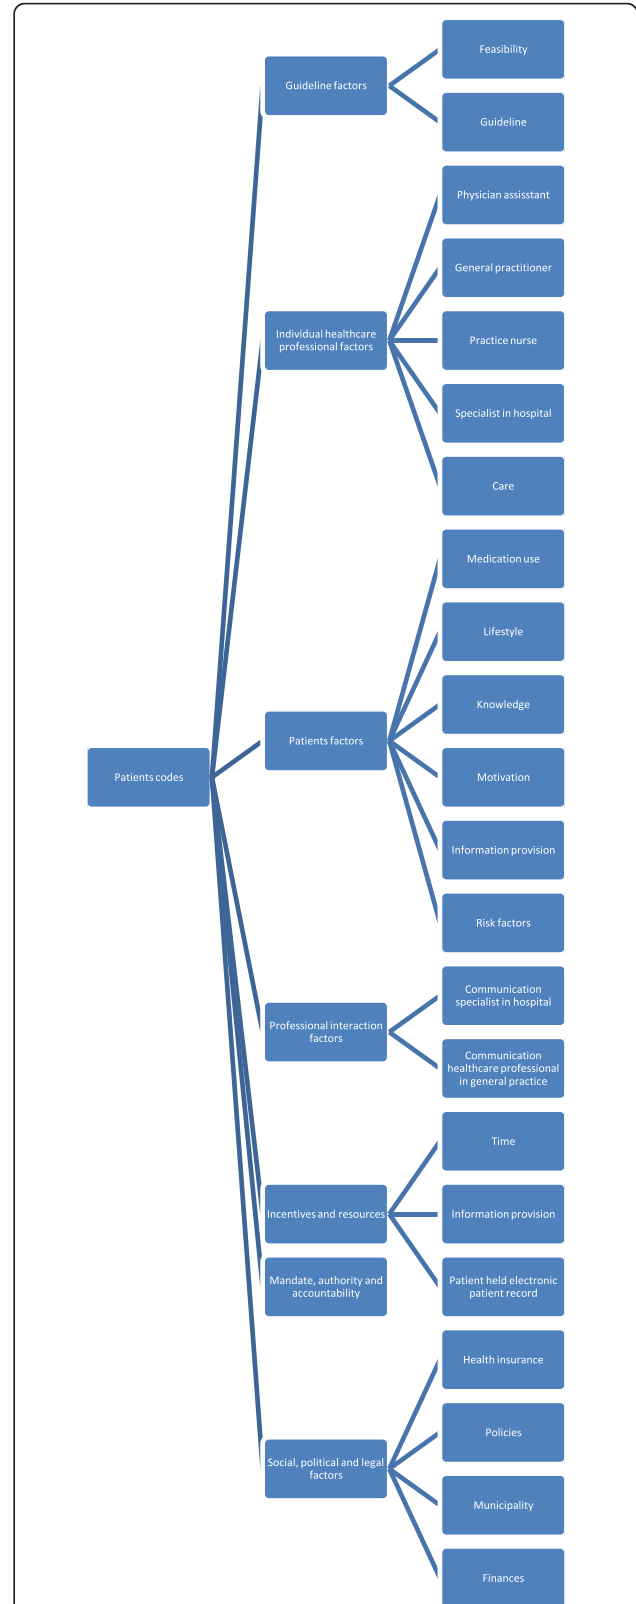 Patients codes
Guideline factors
Feasibility
Guideline
Individual healthcare
professional factors
Physician assisstant
General practitioner
Practice nurse
Specialist in hospital
Care
Patients factors
Medication use
Lifestyle
Knowledge
Motivation
Information provision
Risk factors
Professional interaction
factors
Communication
specialist in hospital
Communication
healthcare professional
in general practice
Incentives and resources
Time
Information provision
Patient held electronic
patient record
Mandate, authority and
accountability
Social, political and legal
factors
Health insurance
Policies
Municipality
Finances